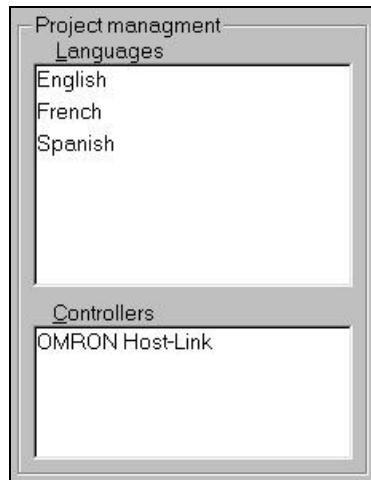 Project managment
Languages
English
French
Spanish
Controllers
OMRON Host-Link